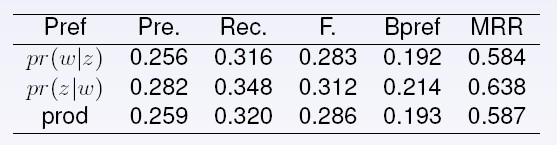 Pref Pre. Rec. F. Bpref MRR
pr(w|z) 0.256 0.316 0.283 0.192 0.584
pr(z|w) 0.282 0.348 0.312 0.214 0.638
prod 0.259 0.320 0.286 0.193 0.587